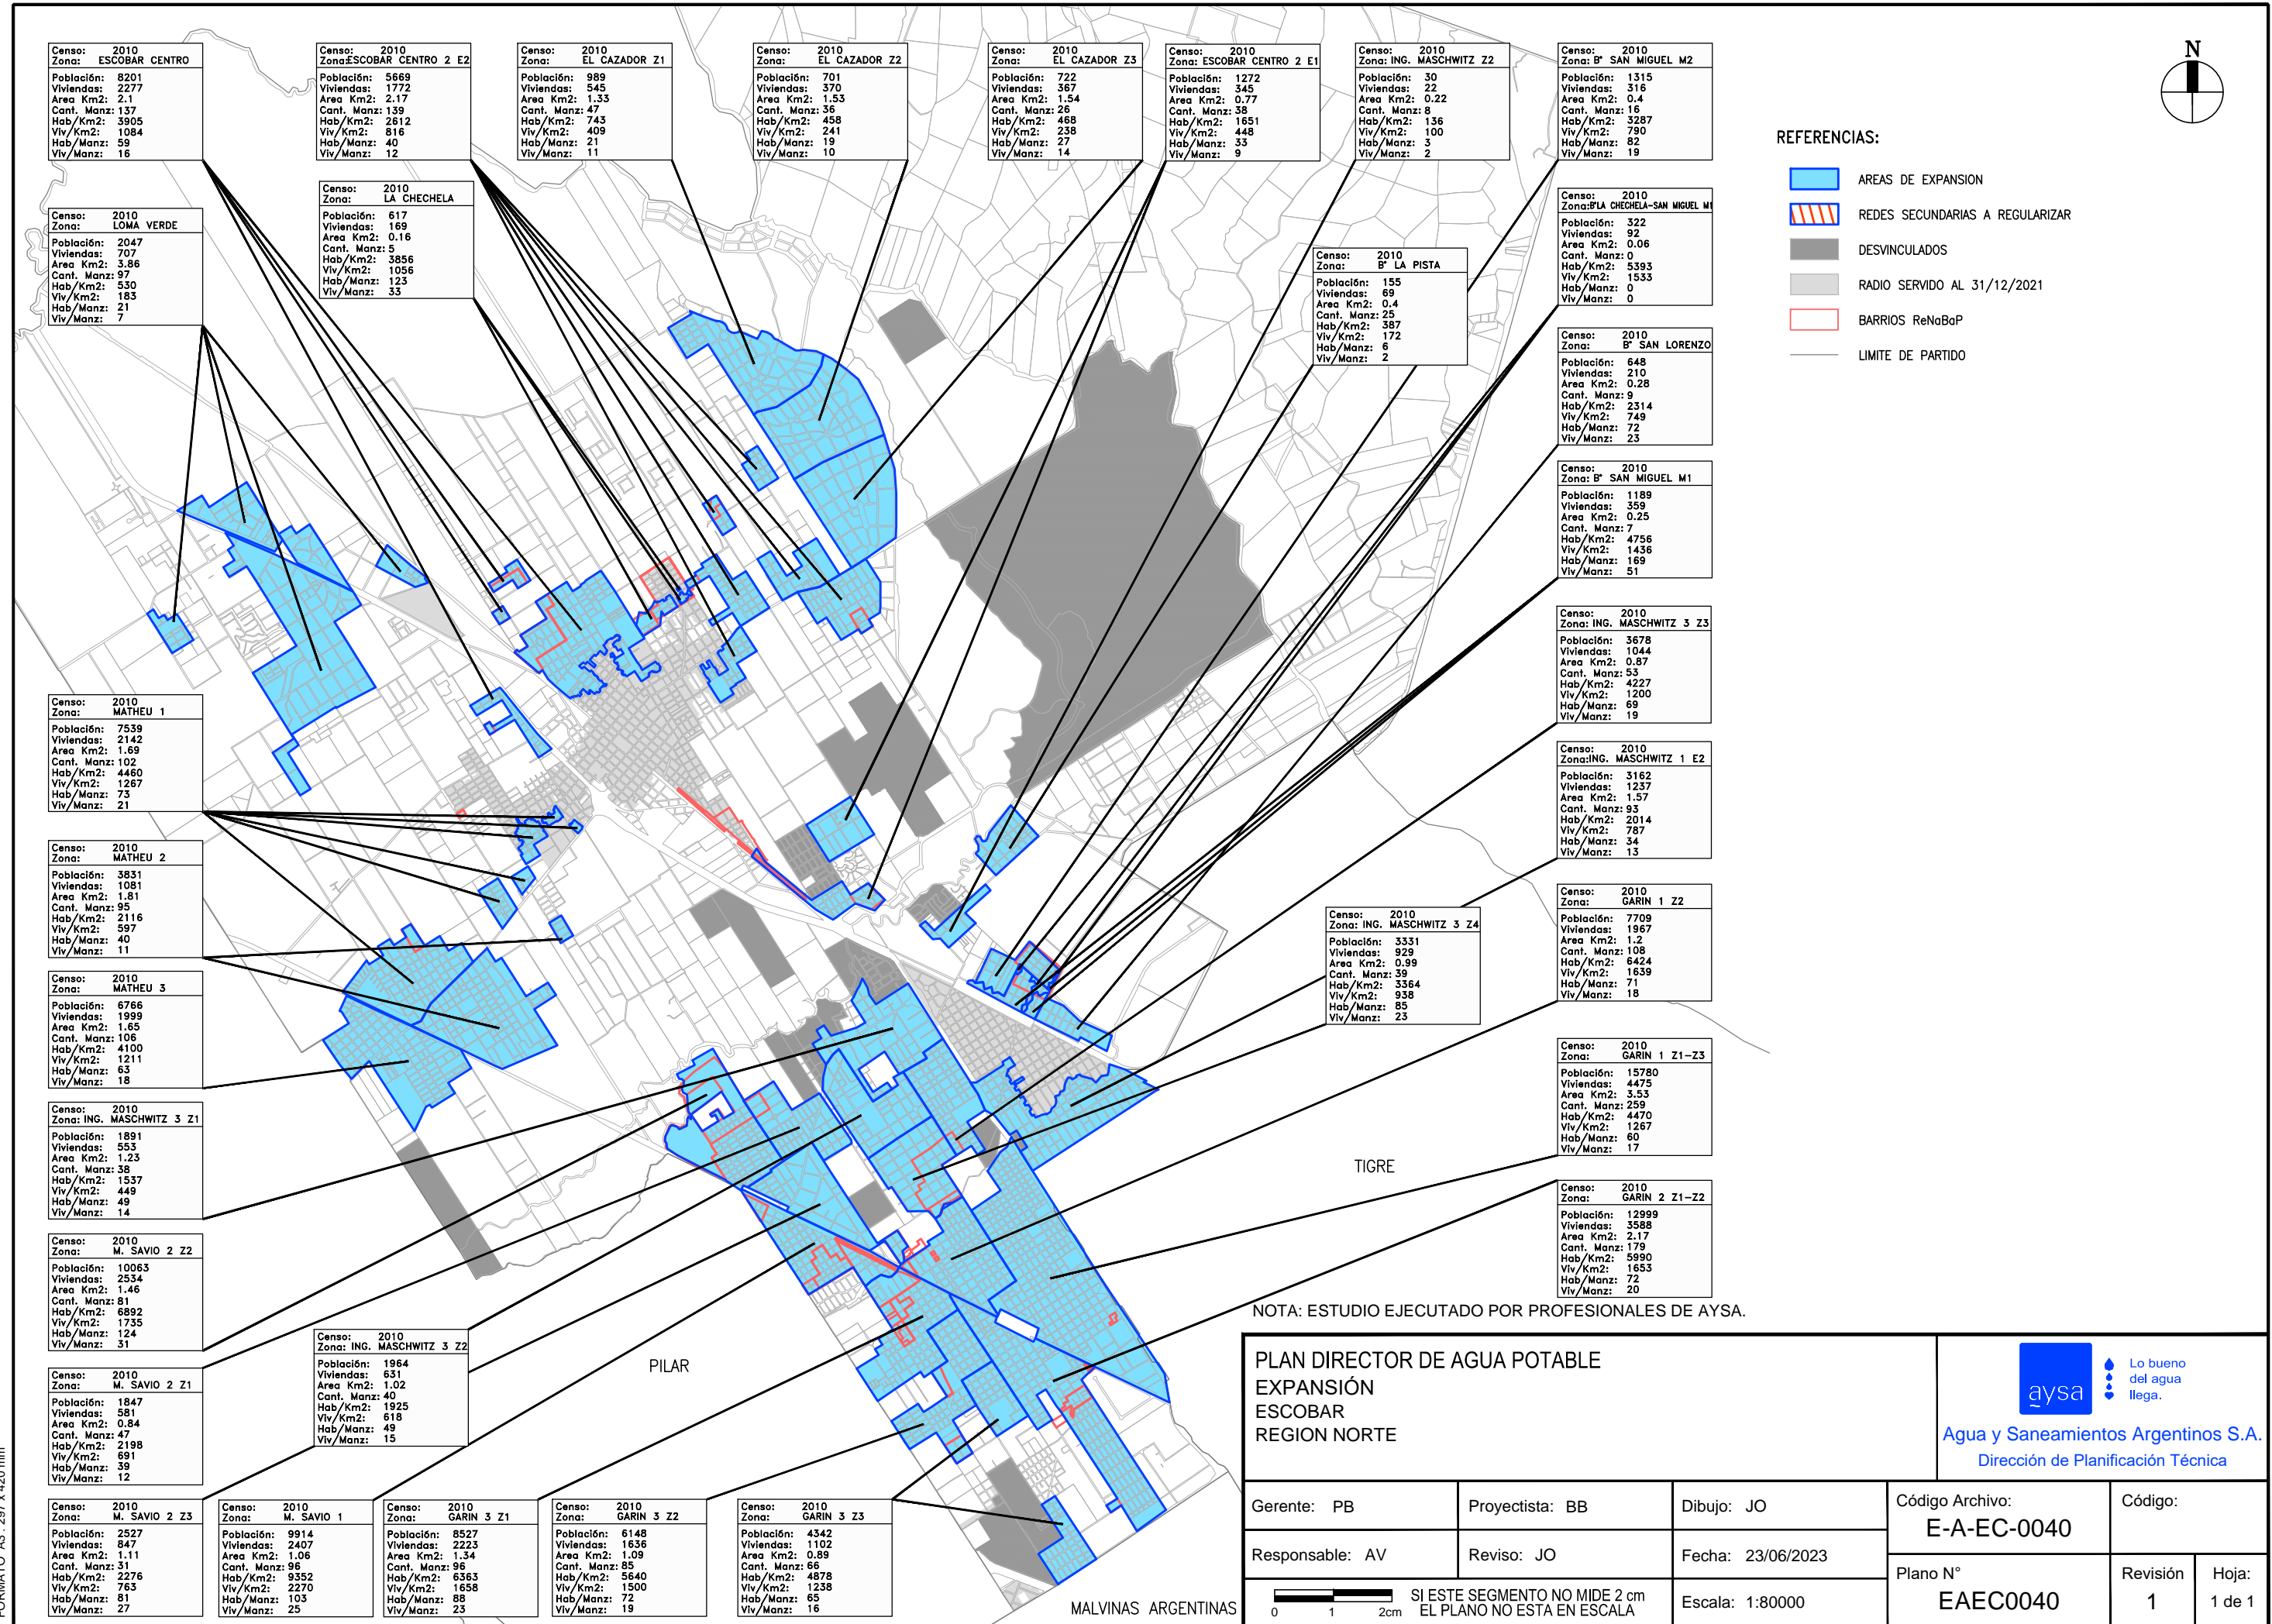 Censo: 2010
Zona: ESCOBAR CENTRO
Población: 8201
Viviendas: 2277
Area Km2: 2.1
Cant. Manz: 137
Hab/Km2: 3905
Viv/Km2: 1084
Hab/Manz: 59
Viv/Manz: 16
Censo: 2010
Zona: ESCOBAR CENTRO 2 E2
Población: 5669
Viviendas: 1772
Area Km2: 2.17
Cant. Manz: 139
Hab/Km2: 2612
Viv/Km2: 816
Hab/Manz: 40
Viv/Manz: 12
Censo: 2010
Zona: EL CAZADOR Z1
Población: 989
Viviendas: 545
Area Km2: 1.33
Cant. Manz: 47
Hab/Km2: 743
Viv/Km2: 409
Hab/Manz: 21
Viv/Manz: 11
Censo: 2010
Zona: EL CAZADOR Z2
Población: 701
Viviendas: 370
Area Km2: 1.53
Cant. Manz: 36
Hab/Km2: 458
Viv/Km2: 241
Hab/Manz: 19
Viv/Manz: 10
Censo: 2010
Zona: EL CAZADOR Z3
Población: 722
Viviendas: 367
Area Km2: 1.54
Cant. Manz: 26
Hab/Km2: 468
Viv/Km2: 238
Hab/Manz: 27
Viv/Manz: 14
Censo: 2010
Zona: ESCOBAR CENTRO 2 E1
Población: 1272
Viviendas: 345
Area Km2: 0.77
Cant. Manz: 38
Hab/Km2: 1651
Viv/Km2: 448
Hab/Manz: 33
Viv/Manz: 9
Censo: 2010
Zona: ING. MASCHWITZ Z2
Población: 30
Viviendas: 22
Area Km2: 0.22
Cant. Manz: 8
Hab/Km2: 136
Viv/Km2: 100
Hab/Manz: 3
Viv/Manz: 2
Censo: 2010
Zona: B° SAN MIGUEL M2
Población: 1315
Viviendas: 316
Area Km2: 0.4
Cant. Manz: 16
Hab/Km2: 3287
Viv/Km2: 790
Hab/Manz: 82
Viv/Manz: 19
N
REFERENCIAS:
AREAS DE EXPANSION
REDES SECUNDARIAS A REGULARIZAR
DESVINCULADOS
RADIO SERVIDO AL 31/12/2021
BARRIOS ReNaBaP
LIMITE DE PARTIDO
Censo: 2010
Zona: LA CHECHELA
Población: 617
Viviendas: 169
Area Km2: 0.16
Cant. Manz: 5
Hab/Km2: 3856
Viv/Km2: 1056
Hab/Manz: 123
Viv/Manz: 33
Censo: 2010
Zona: B°LA CHECHELA-SAN MIGUEL M1
Población: 322
Viviendas: 92
Area Km2: 0.06
Cant. Manz: 0
Hab/Km2: 5393
Viv/Km2: 1533
Hab/Manz: 0
Viv/Manz: 0
Censo: 2010
Zona: LOMA VERDE
Población: 2047
Viviendas: 707
Area Km2: 3.86
Cant. Manz: 97
Hab/Km2: 530
Viv/Km2: 183
Hab/Manz: 21
Viv/Manz: 7
Censo: 2010
Zona: B° LA PISTA
Población: 155
Viviendas: 69
Area Km2: 0.4
Cant. Manz: 25
Hab/Km2: 387
Viv/Km2: 172
Hab/Manz: 6
Viv/Manz: 2
Censo: 2010
Zona: B° SAN LORENZO
Población: 648
Viviendas: 210
Area Km2: 0.28
Cant. Manz: 9
Hab/Km2: 2314
Viv/Km2: 749
Hab/Manz: 72
Viv/Manz: 23
Censo: 2010
Zona: B° SAN MIGUEL M1
Población: 1189
Viviendas: 359
Area Km2: 0.25
Cant. Manz: 7
Hab/Km2: 4756
Viv/Km2: 1436
Hab/Manz: 169
Viv/Manz: 51
Censo: 2010
Zona: ING. MASCHWITZ 3 Z3
Población: 3678
Viviendas: 1044
Area Km2: 0.87
Cant. Manz: 53
Hab/Km2: 4227
Viv/Km2: 1200
Hab/Manz: 69
Viv/Manz: 19
Censo: 2010
Zona: MATHEU 1
Población: 7539
Viviendas: 2142
Area Km2: 1.69
Cant. Manz: 102
Hab/Km2: 4460
Viv/Km2: 1267
Hab/Manz: 73
Viv/Manz: 21
Censo: 2010
Zona:ING. MASCHWITZ 1 E2
Población: 3162
Viviendas: 1237
Area Km2: 1.57
Cant. Manz: 93
Hab/Km2: 2014
Viv/Km2: 787
Hab/Manz: 34
Viv/Manz: 13
Censo: 2010
Zona: MATHEU 2
Población: 3831
Viviendas: 1081
Area Km2: 1.81
Cant. Manz: 95
Hab/Km2: 2116
Viv/Km2: 597
Hab/Manz: 40
Viv/Manz: 11
Censo: 2010
Zona: GARIN 1 Z2
Población: 7709
Viviendas: 1967
Area Km2: 1.2
Cant. Manz: 108
Hab/Km2: 6424
Viv/Km2: 1639
Hab/Manz: 71
Viv/Manz: 18
Censo: 2010
Zona: ING. MASCHWITZ 3 Z4
Población: 3331
Viviendas: 929
Area Km2: 0.99
Cant. Manz: 39
Hab/Km2: 3364
Viv/Km2: 938
Hab/Manz: 85
Viv/Manz: 23
Censo: 2010
Zona: MATHEU 3
Población: 6766
Viviendas: 1999
Area Km2: 1.65
Cant. Manz: 106
Hab/Km2: 4100
Viv/Km2: 1211
Hab/Manz: 63
Viv/Manz: 18
Censo: 2010
Zona: GARIN 1 Z1-Z3
Población: 15780
Viviendas: 4475
Area Km2: 3.53
Cant. Manz: 259
Hab/Km2: 4470
Viv/Km2: 1267
Hab/Manz: 60
Viv/Manz: 17
Censo: 2010
Zona: ING. MASCHWITZ 3 Z1
Población: 1891
Viviendas: 553
Area Km2: 1.23
Cant. Manz: 38
Hab/Km2: 1537
Viv/Km2: 449
Hab/Manz: 49
Viv/Manz: 14
TIGRE
Censo: 2010
Zona: GARIN 2 Z1-Z2
Población: 12999
Viviendas: 3588
Area Km2: 2.17
Cant. Manz: 179
Hab/Km2: 5990
Viv/Km2: 1653
Hab/Manz: 72
Viv/Manz: 20
Censo: 2010
Zona: M. SAVIO 2 Z2
Población: 10063
Viviendas: 2534
Area Km2: 1.46
Cant. Manz: 81
Hab/Km2: 6892
Viv/Km2: 1735
Hab/Manz: 124
Viv/Manz: 31
Censo: 2010
Zona: ING. MASCHWITZ 3 Z2
Población: 1964
Viviendas: 631
Area Km2: 1.02
Cant. Manz: 40
Hab/Km2: 1925
Viv/Km2: 618
Hab/Manz: 49
Viv/Manz: 15
PILAR
Censo: 2010
Zona: M. SAVIO 2 Z1
Población: 1847
Viviendas: 581
Area Km2: 0.84
Cant. Manz: 47
Hab/Km2: 2198
Viv/Km2: 691
Hab/Manz: 39
Viv/Manz: 12
Censo: 2010
Zona: M. SAVIO 2 Z3
Población: 2527
Viviendas: 847
Area Km2: 1.11
Cant. Manz: 31
Hab/Km2: 2276
Viv/Km2: 763
Hab/Manz: 81
Viv/Manz: 27
Censo: 2010
Zona: M. SAVIO 1
Población: 9914
Viviendas: 2407
Area Km2: 1.06
Cant. Manz: 96
Hab/Km2: 9352
Viv/Km2: 2270
Hab/Manz: 103
Viv/Manz: 25
Censo: 2010
Zona: GARIN 3 Z1
Población: 8527
Viviendas: 2223
Area Km2: 1.34
Cant. Manz: 96
Hab/Km2: 6363
Viv/Km2: 1658
Hab/Manz: 88
Viv/Manz: 23
Censo: 2010
Zona: GARIN 3 Z2
Población: 6148
Viviendas: 1636
Area Km2: 1.09
Cant. Manz: 85
Hab/Km2: 5640
Viv/Km2: 1500
Hab/Manz: 72
Viv/Manz: 19
Censo: 2010
Zona: GARIN 3 Z3
Población: 4342
Viviendas: 1102
Area Km2: 0.89
Cant. Manz: 66
Hab/Km2: 4878
Viv/Km2: 1238
Hab/Manz: 65
Viv/Manz: 16
MALVINAS ARGENTINAS
NOTA: ESTUDIO EJECUTADO POR PROFESIONALES DE AYSA.
PLAN DIRECTOR DE AGUA POTABLE
EXPANSIÓN
ESCOBAR
REGION NORTE
aysa
Lo bueno
del agua
llega.
Agua y Saneamientos Argentinos S.A.
Dirección de Planificación Técnica
Gerente: PB
Proyectista: BB
Dibujo: JO
Código Archivo:
E-A-EC-0040
Código:
Responsable: AV
Reviso: JO
Fecha: 23/06/2023
Plano N°
EAEC0040
Revisión
1
Hoja:
1 de 1
0 1 2cm
SI ESTE SEGMENTO NO MIDE 2 cm
EL PLANO NO ESTA EN ESCALA
Escala: 1:80000